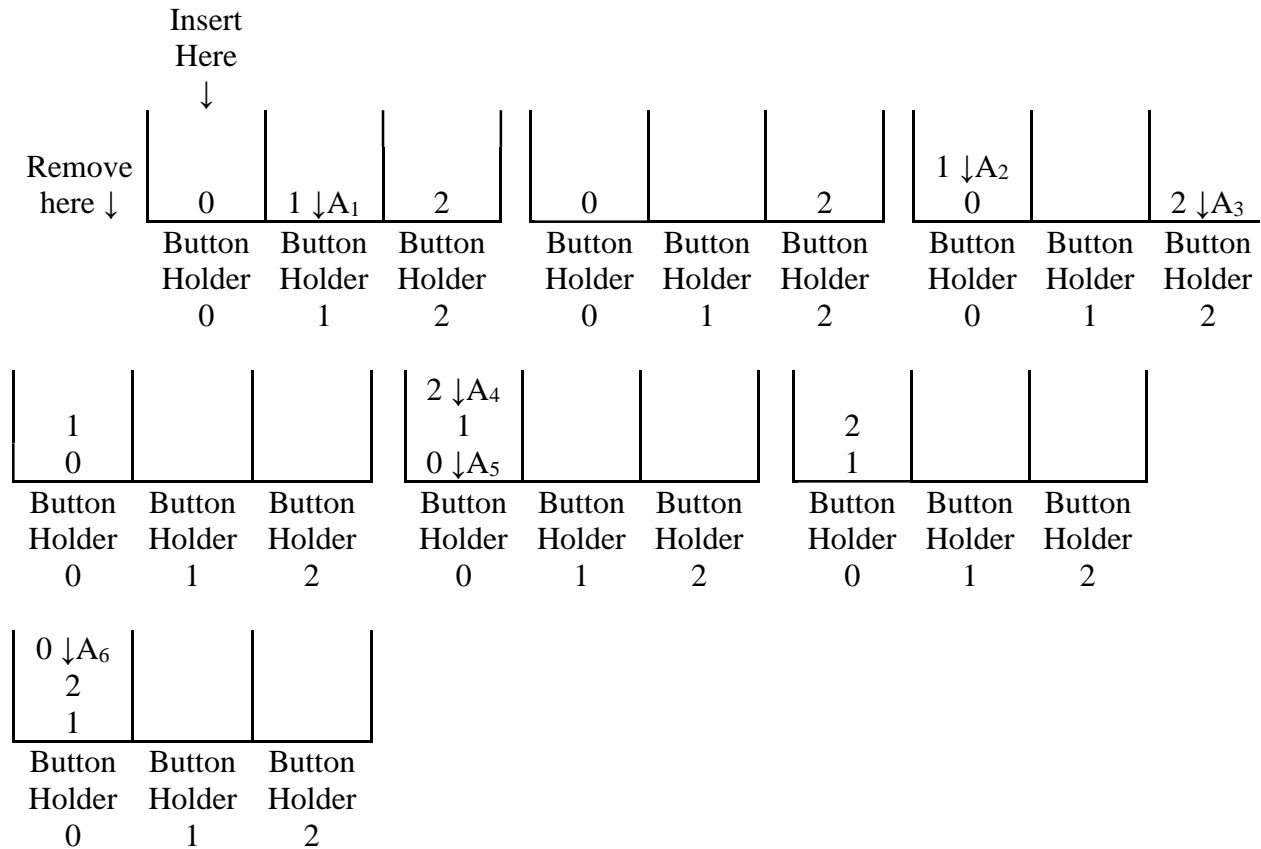 Insert
Here
↓
Remove
here ↓ 0 1 ↓A₁ 2 0 2 1 ↓A₂ 0 2 ↓A₃
Button Button Button Button Button Button Button Button Button
Holder Holder Holder Holder Holder Holder Holder Holder Holder
0 1 2 0 1 2 0 1 2
2 ↓A₄
1 1 2
0 0 ↓A₅ 1
Button Button Button Button Button Button Button Button Button
Holder Holder Holder Holder Holder Holder Holder Holder Holder
0 1 2 0 1 2 0 1 2
0 ↓A₆
2
1
Button Button Button
Holder Holder Holder
0 1 2